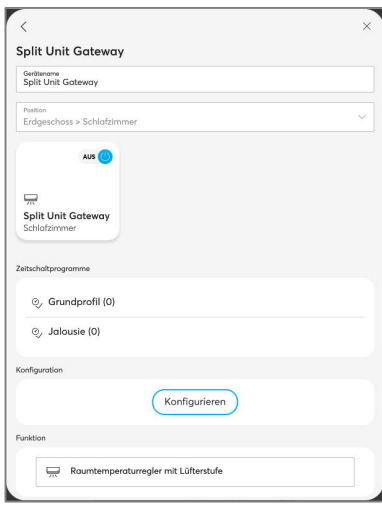 Split Unit Gateway
Gerätename
Split Unit Gateway
Position
Erdgeschoss > Schlafzimmer
AUS
Split Unit Gateway
Schlafzimmer
Zeitschaltprogramme
Grundprofil (0)
Jalousie (0)
Konfiguration
Konfigurieren
Funktion
Raumtemperaturregler mit Lüfterstufe